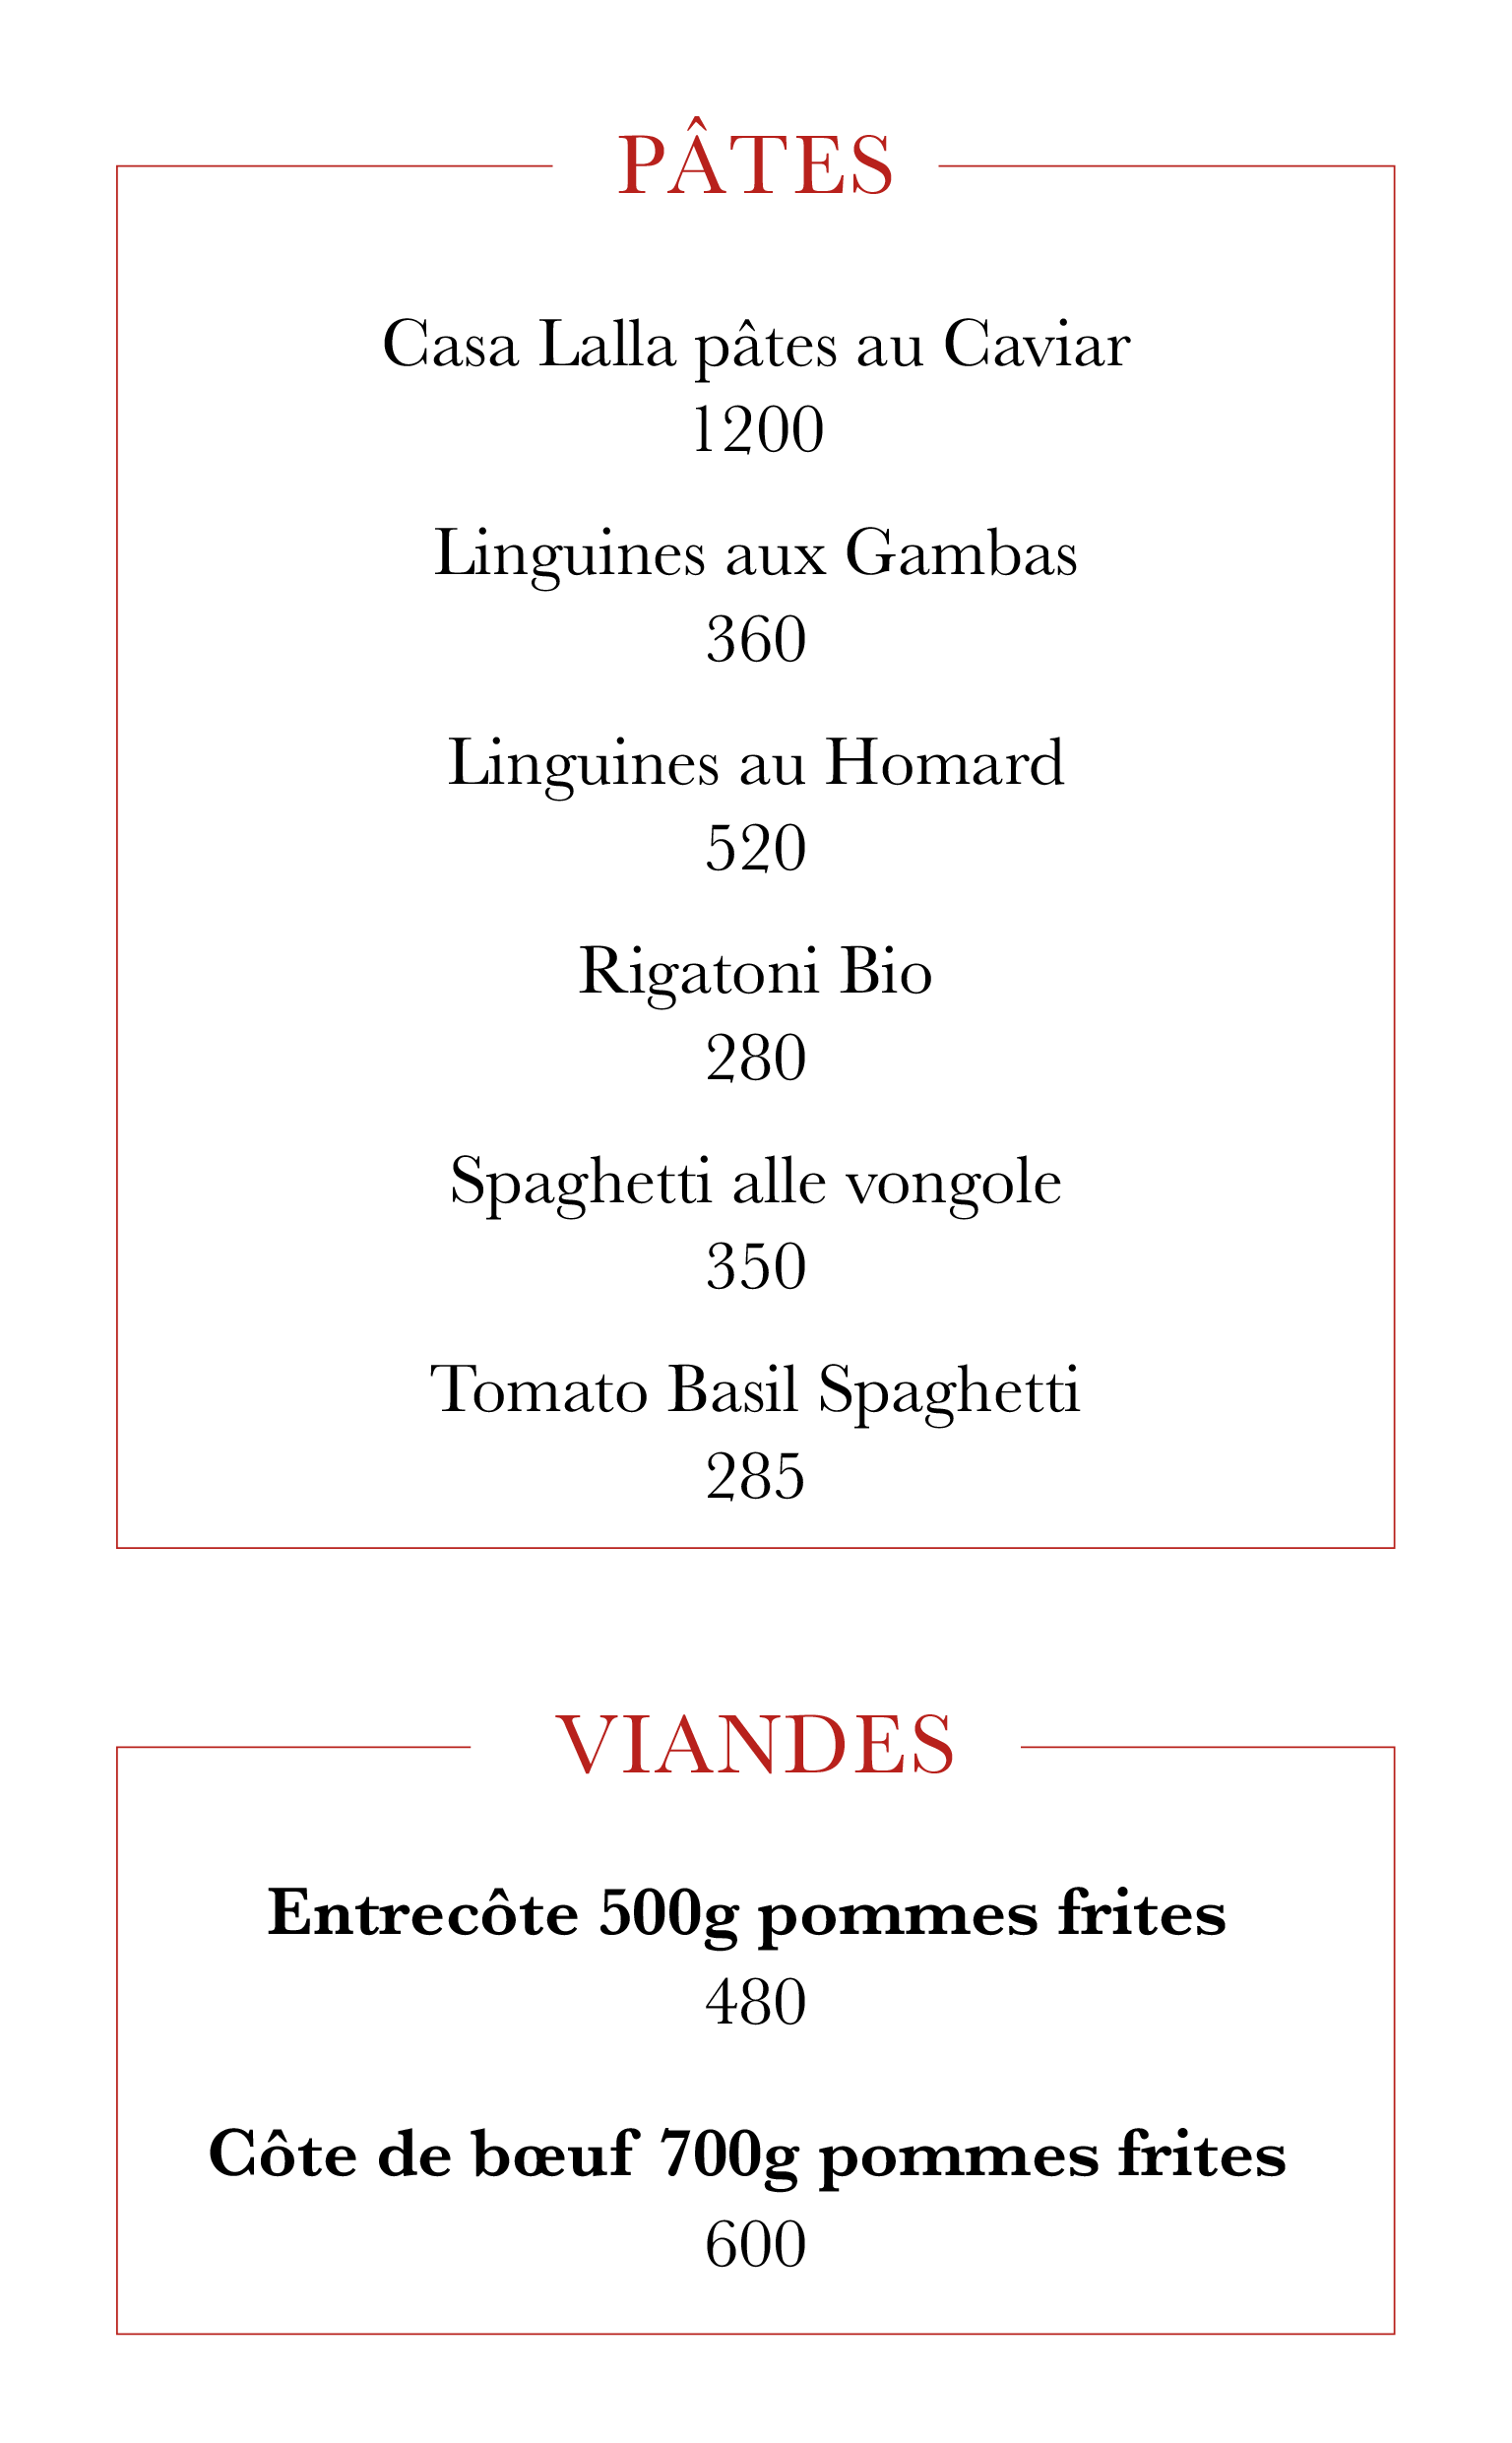 PÂTES
Casa Lalla pâtes au Caviar
1200
Linguines aux Gambas
360
Linguines au Homard
520
Rigatoni Bio
280
Spaghetti alle vongole
350
Tomato Basil Spaghetti
285
VIANDES
Entrecôte 500g pommes frites
480
Côte de bœuf 700g pommes frites
600